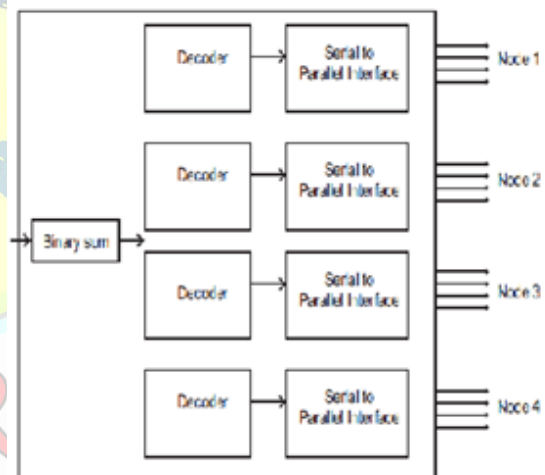 Decoder
Serial to
Parallel Interface
Node 1
Decoder
Serial to
Parallel Interface
Node 2
Binary sum
Decoder
Serial to
Parallel Interface
Node 3
Decoder
Serial to
Parallel Interface
Node 4